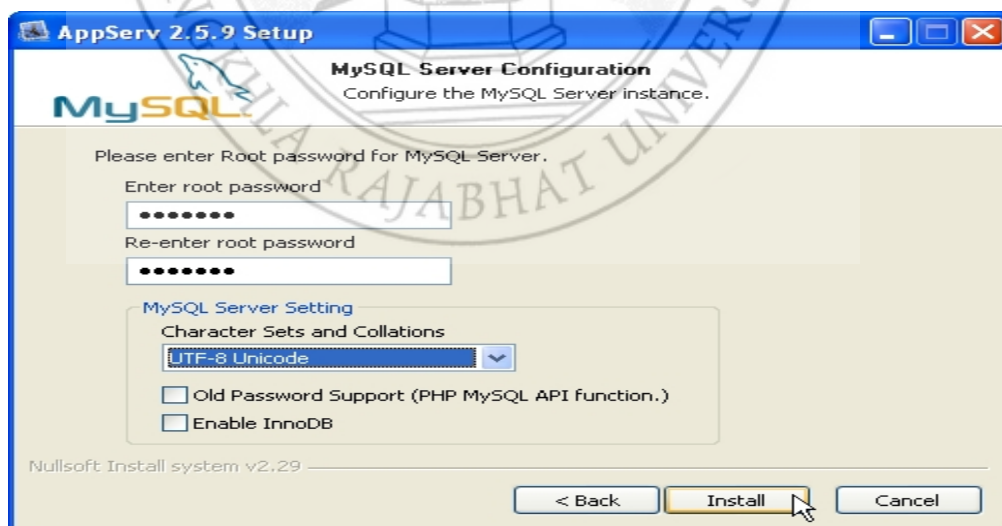 AppServ 2.5.9 Setup
MySQL Server Configuration
Configure the MySQL Server instance.
MySQL
RAJABHAT
Please enter Root password for MySQL Server.
Enter root password
•••••••
Re-enter root password
•••••••
MySQL Server Setting
Character Sets and Collations
UTF-8 Unicode
Old Password Support (PHP MySQL API function.)
Enable InnoDB
Nullsoft Install system v2.29
< Back
Install
Cancel